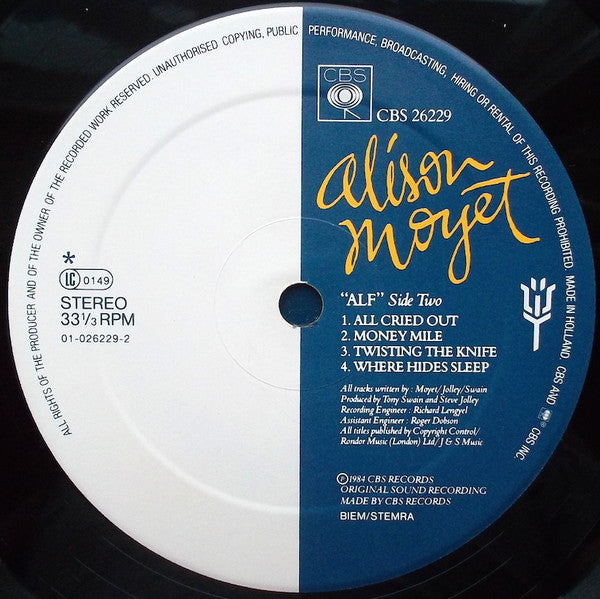 ALL RIGHTS OF THE PRODUCER AND OF THE OWNER OF THE RECORDED WORK RESERVED. UNAUTHORISED COPYING, PUBLIC PERFORMANCE, BROADCASTING, HIRING OR RENTAL OF THIS RECORDING PROHIBITED. MADE IN HOLLAND. CBS AND ® CBS INC.
CBS
CBS 26229
alison
moyet
*
LC 0149
STEREO
33 1/3 RPM
01-026229-2
"ALF" Side Two
1. ALL CRIED OUT
2. MONEY MILE
3. TWISTING THE KNIFE
4. WHERE HIDES SLEEP
All tracks written by : Moyet/Jolley/Swain
Produced by Tony Swain and Steve Jolley
Recording Engineer : Richard Lengyel
Assistant Engineer : Roger Dobson
All titles published by Copyright Control/
Rondor Music (London) Ltd/J & S Music
℗1984 CBS RECORDS
ORIGINAL SOUND RECORDING
MADE BY CBS RECORDS
BIEM/STEMRA